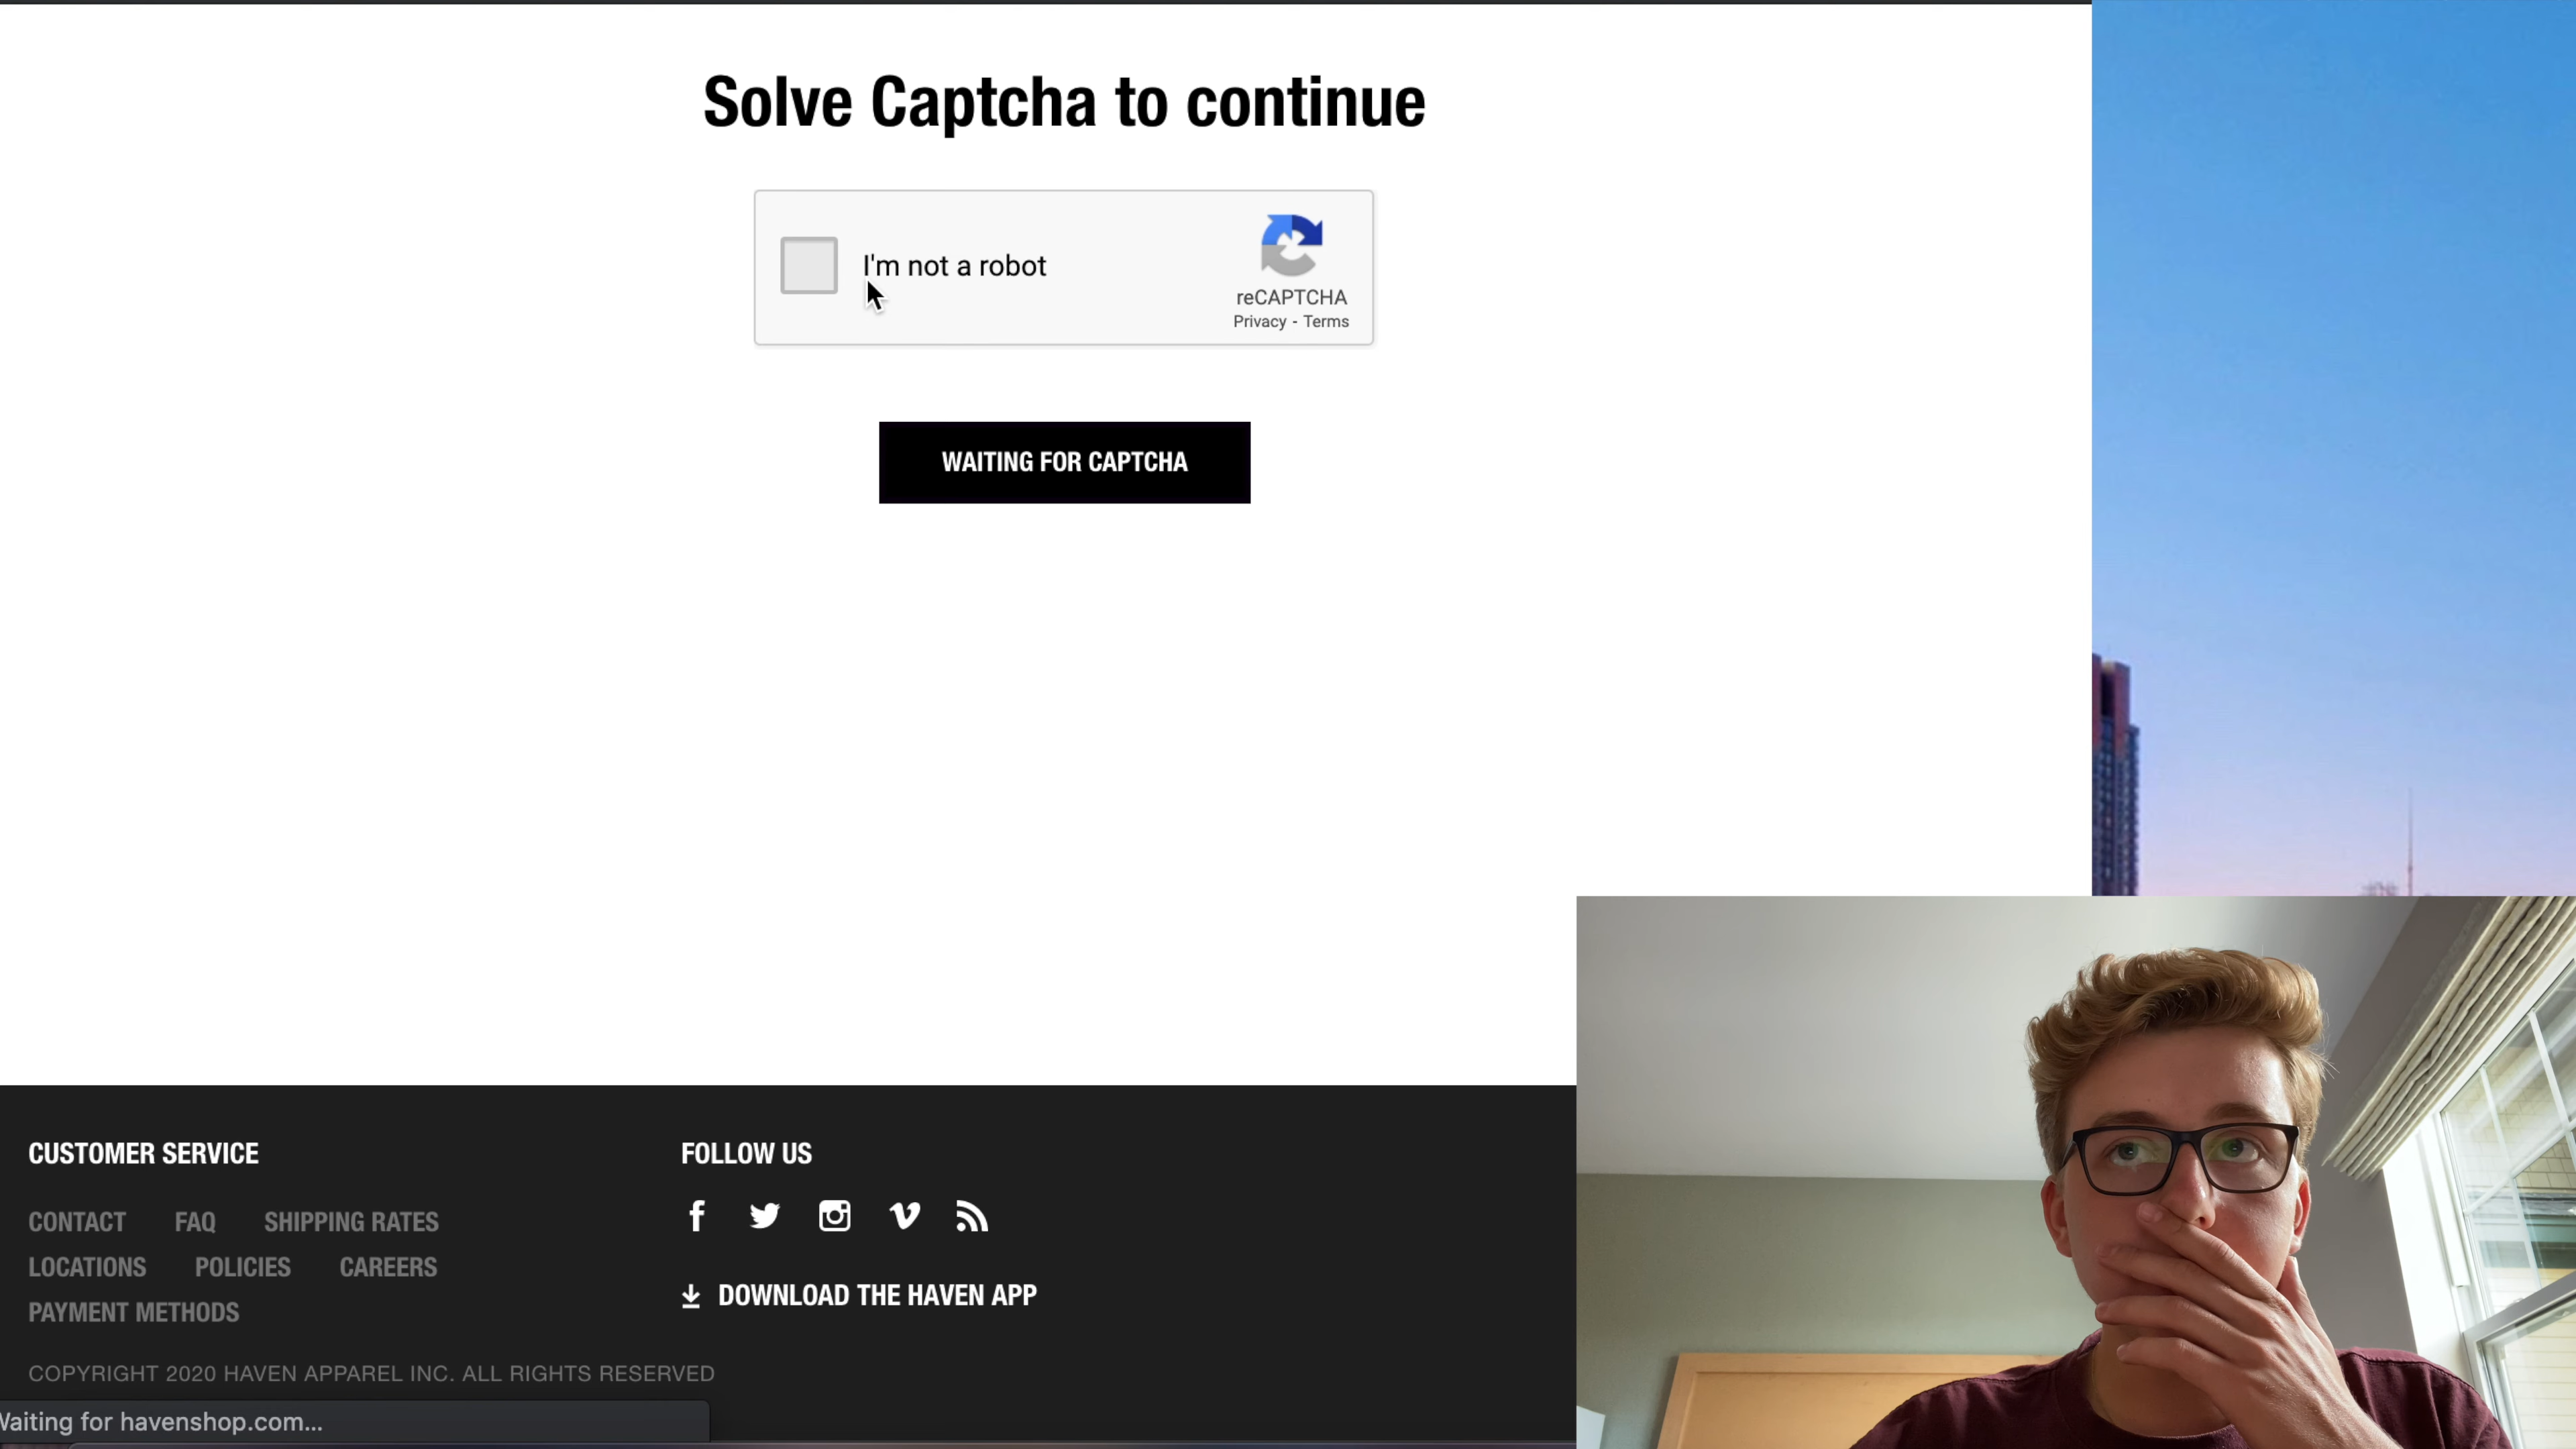 Solve Captcha to continue
I'm not a robot
reCAPTCHA
Privacy - Terms
WAITING FOR CAPTCHA
CUSTOMER SERVICE
CONTACT FAQ SHIPPING RATES
LOCATIONS POLICIES CAREERS
PAYMENT METHODS
FOLLOW US
DOWNLOAD THE HAVEN APP
COPYRIGHT 2020 HAVEN APPAREL INC. ALL RIGHTS RESERVED
Waiting for havenshop.com...